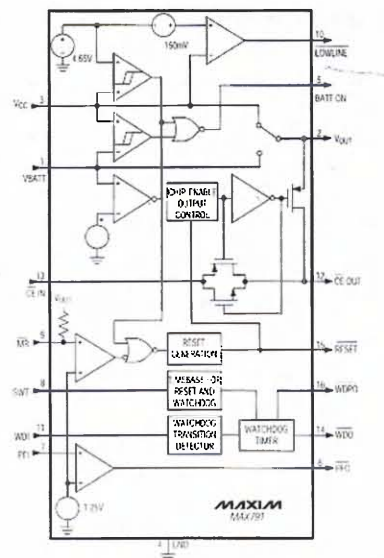 4.65V
150mV
10
LOWLINE
5
BATT ON
VCC 3
2 VOUT
1
VBATT
CHIP ENABLE
OUTPUT
CONTROL
13
CE IN
12 CE OUT
MR 9
RESET
GENERATION
15 RESET
SWT 8
TIMEBASE FOR
RESET AND
WATCHDOG
16 WDPO
WDI 11
WATCHDOG
TRANSITION
DETECTOR
WATCHDOG
TIMER
14 WDO
PFI 7
6 PFO
1.25V
MAXIM
MAX791
4 GND